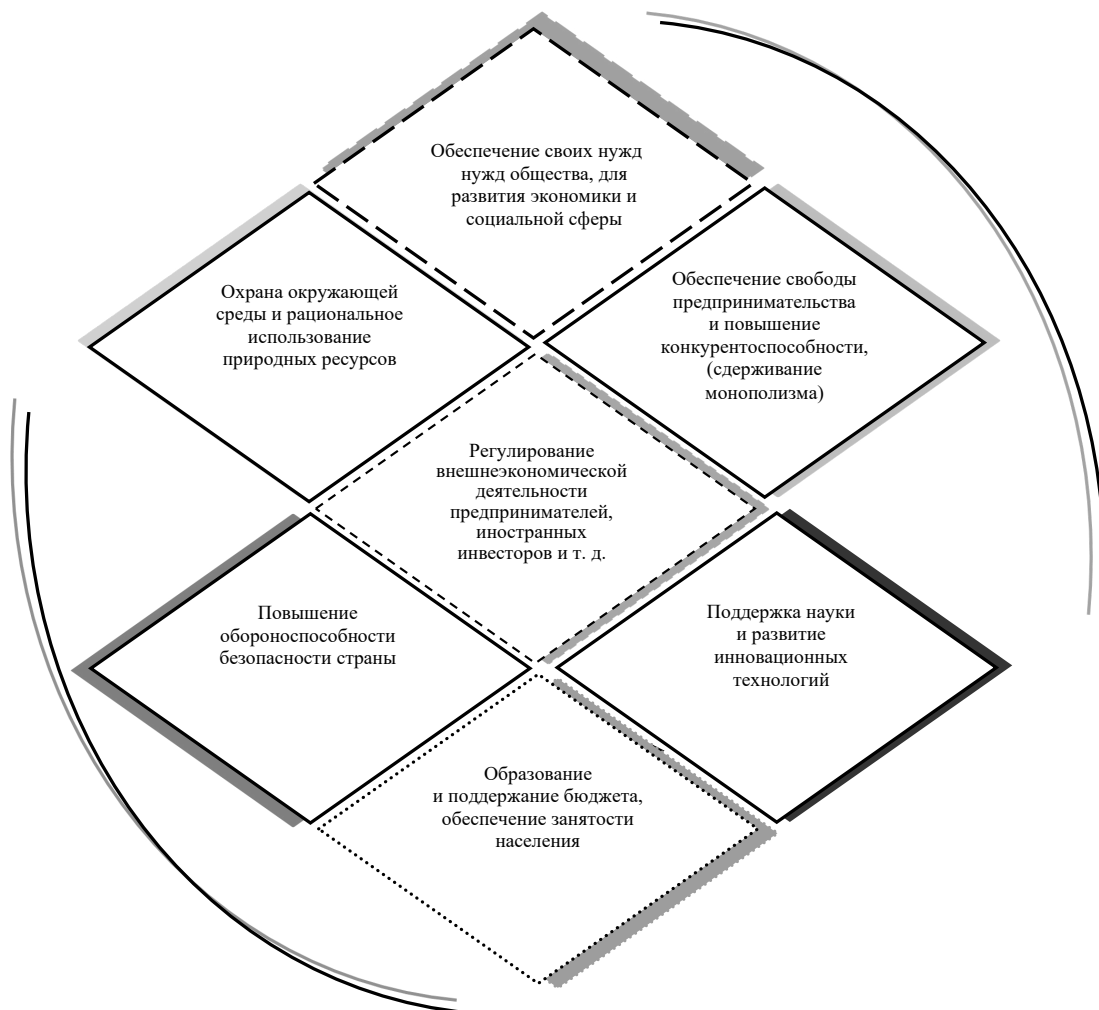 Обеспечение своих нужд
нужд общества, для
развития экономики и
социальной сферы
Охрана окружающей
среды и рациональное
использование
природных ресурсов
Обеспечение свободы
предпринимательства
и повышение
конкурентоспособности,
(сдерживание
монополизма)
Регулирование
внешнеэкономической
деятельности
предпринимателей,
иностранных
инвесторов и т. д.
Повышение
обороноспособности
безопасности страны
Поддержка науки
и развитие
инновационных
технологий
Образование
и поддержание бюджета,
обеспечение занятости
населения